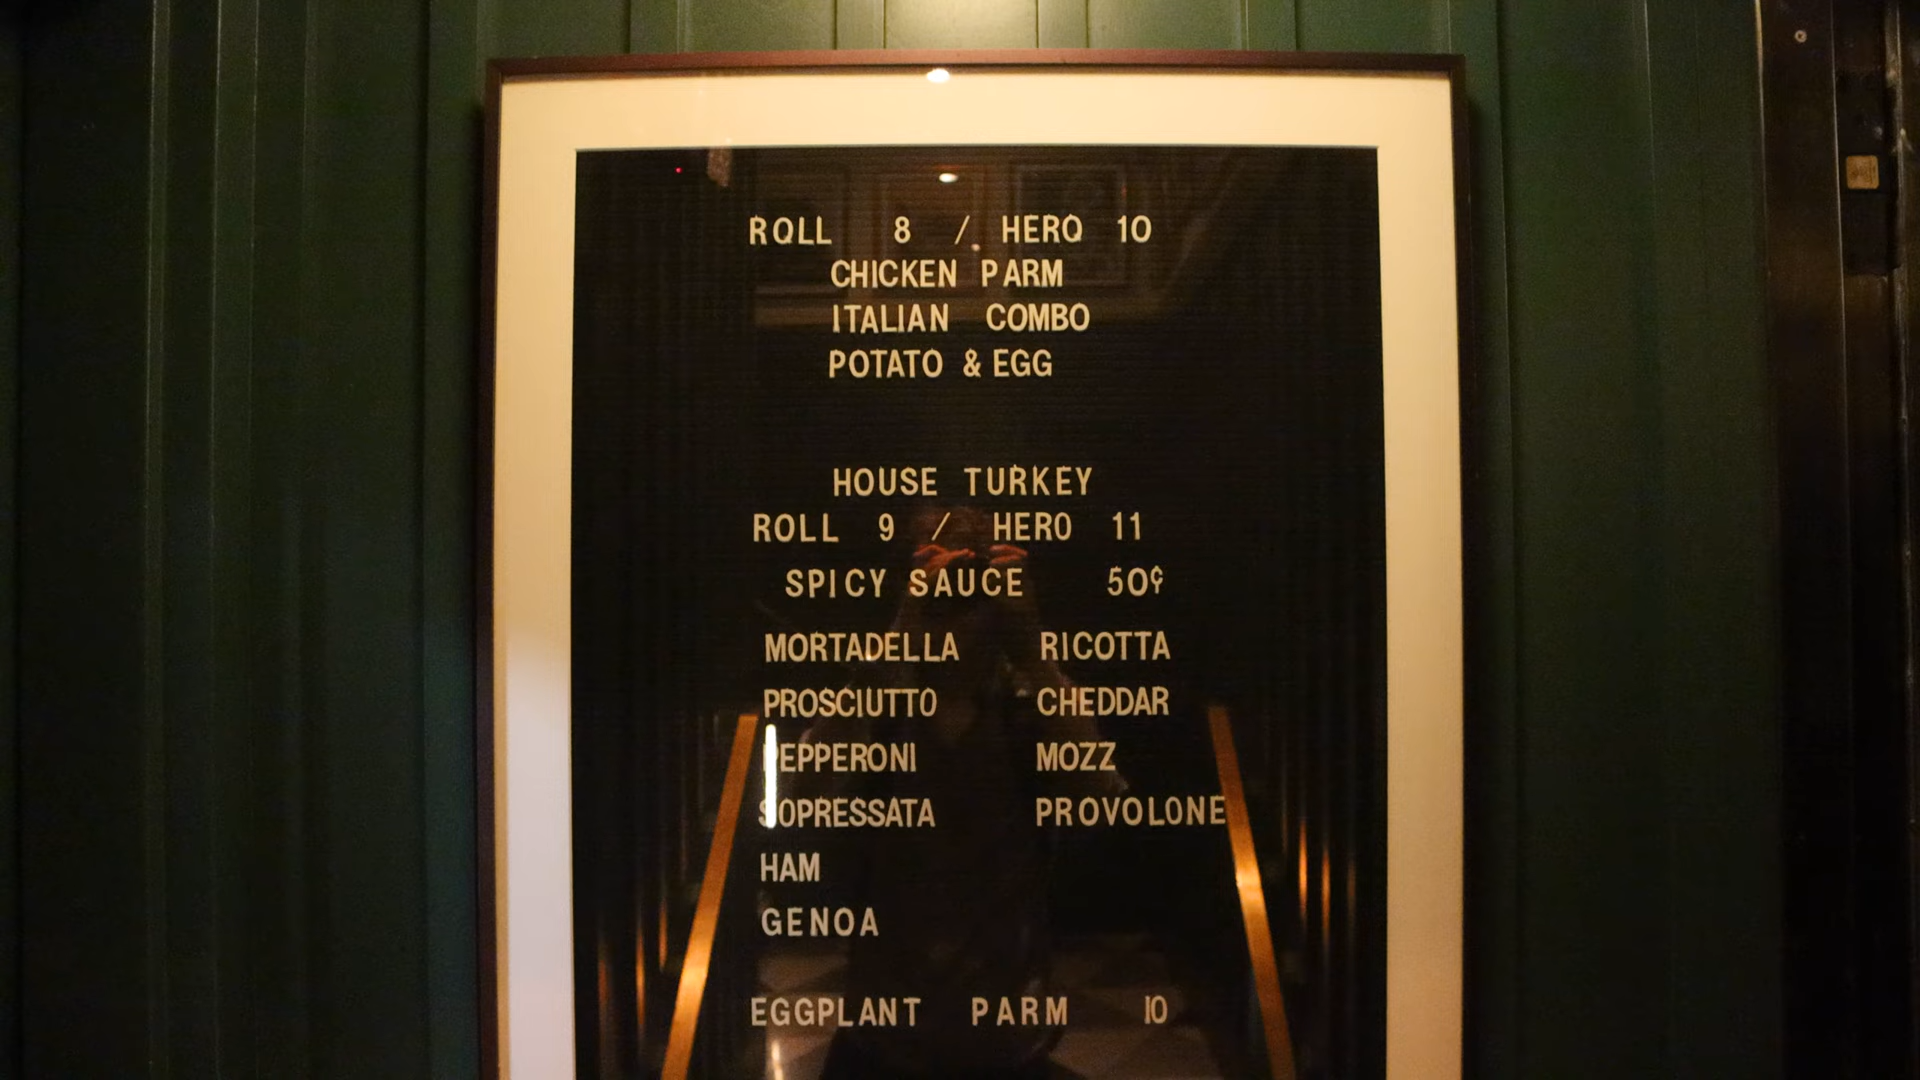 ROLL 8 / HERO 10
CHICKEN PARM
ITALIAN COMBO
POTATO & EGG
HOUSE TURKEY
ROLL 9 / HERO 11
SPICY SAUCE 50¢
MORTADELLA RICOTTA
PROSCIUTTO CHEDDAR
PEPPERONI MOZZ
SOPRESSATA PROVOLONE
HAM
GENOA
EGGPLANT PARM 10